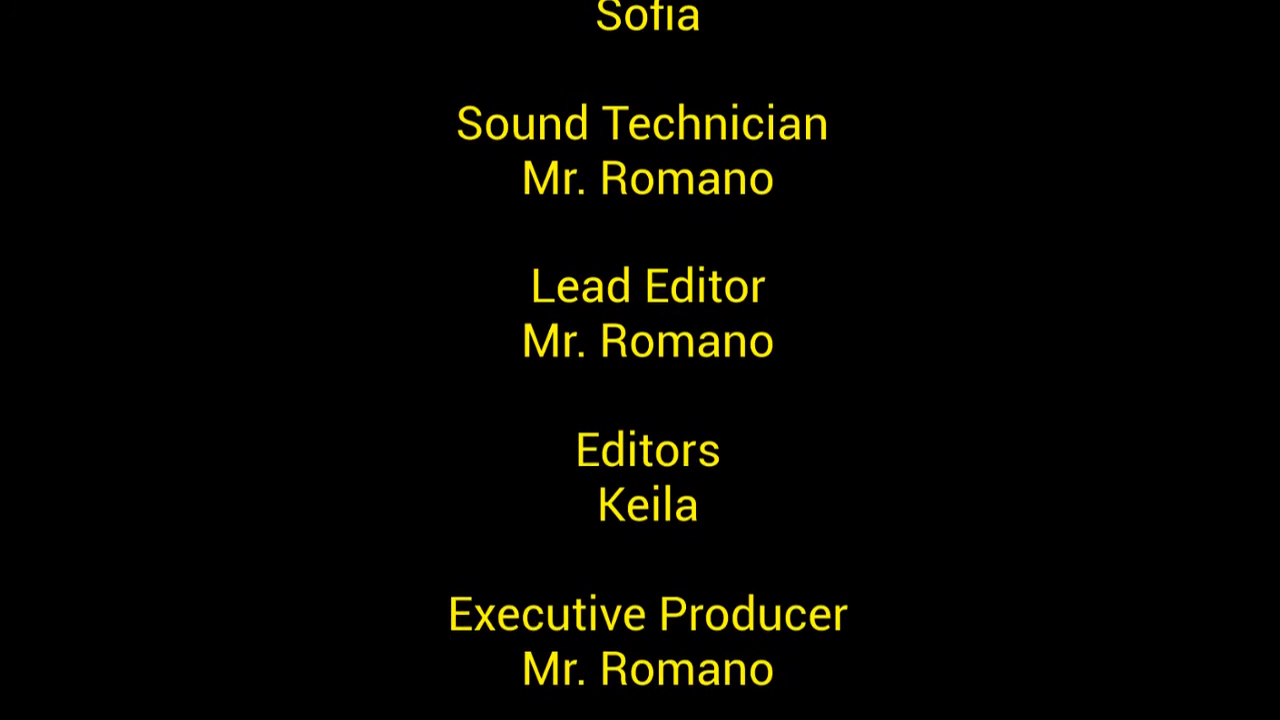 Sofia
Sound Technician
Mr. Romano
Lead Editor
Mr. Romano
Editors
Keila
Executive Producer
Mr. Romano